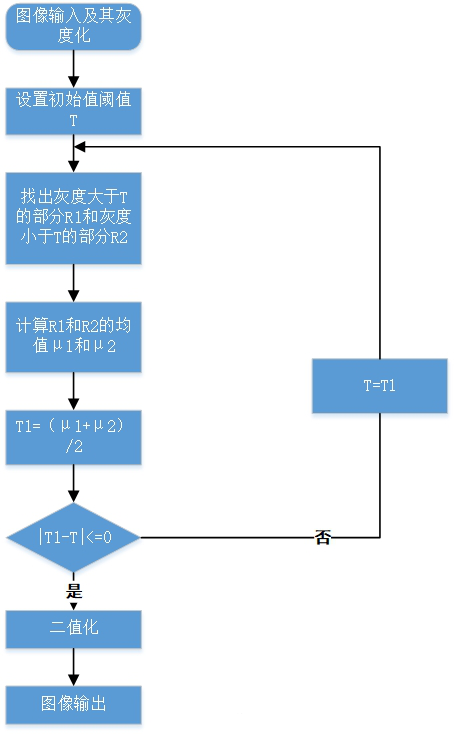 图像输入及其灰
度化
设置初始值阈值
T
找出灰度大于T
的部分R1和灰度
小于T的部分R2
计算R1和R2的均
值μ1和μ2
T=T1
T1=（μ1+μ2）
/2
|T1-T|<=0
否
是
二值化
图像输出